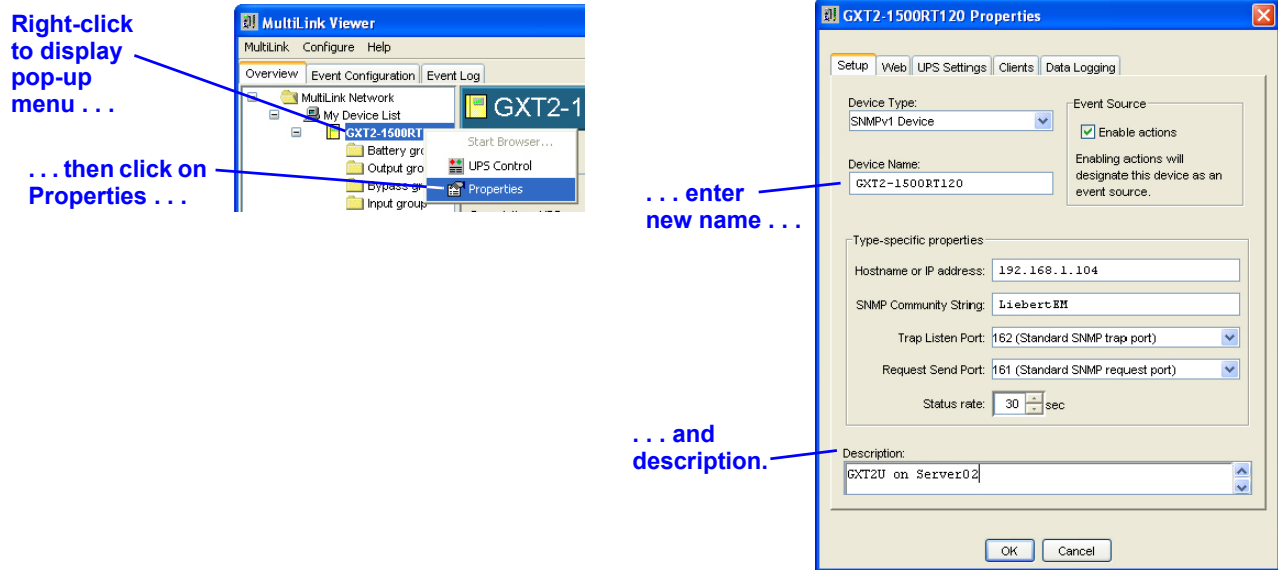 Right-click
to display
pop-up
menu . . .
. . . then click on
Properties . . .
MultiLink Viewer
MultiLink Configure Help
Overview Event Configuration Event Log
MultiLink Network
My Device List
GXT2-1500RT
Battery gro
Output gro
Bypass gr
Input group
GXT2-1
Start Browser...
UPS Control
Properties
. . . enter
new name . . .
. . . and
description.
GXT2-1500RT120 Properties
Setup Web UPS Settings Clients Data Logging
Device Type:
SNMPv1 Device
Device Name:
GXT2-1500RT120
Event Source
Enable actions
Enabling actions will
designate this device as an
event source.
Type-specific properties
Hostname or IP address: 192.168.1.104
SNMP Community String: LiebertEM
Trap Listen Port: 162 (Standard SNMP trap port)
Request Send Port: 161 (Standard SNMP request port)
Status rate: 30 sec
Description:
GXT2U on Server02
OK Cancel